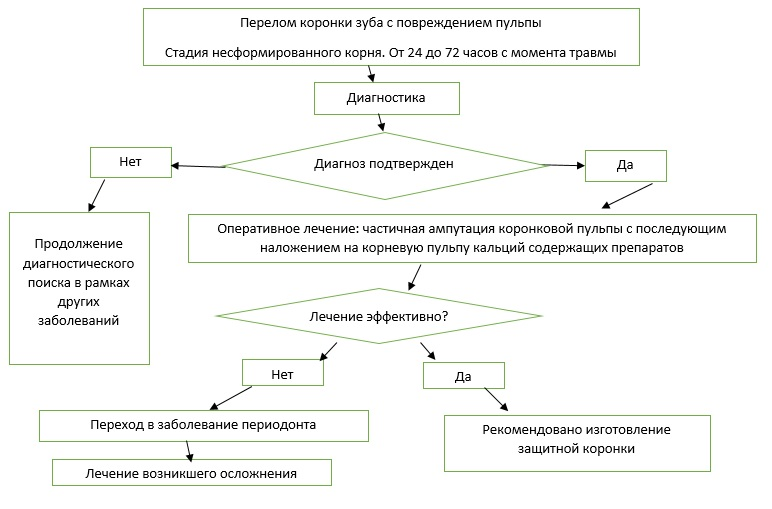 Перелом коронки зуба с повреждением пульпы
Стадия несформированного корня. От 24 до 72 часов с момента травмы
Диагностика
Диагноз подтвержден
Нет
Да
Продолжение
диагностического
поиска в рамках
других
заболеваний
Оперативное лечение: частичная ампутация коронковой пульпы с последующим
наложением на корневую пульпу кальций содержащих препаратов
Лечение эффективно?
Нет
Да
Переход в заболевание периодонта
Лечение возникшего осложнения
Рекомендовано изготовление
защитной коронки